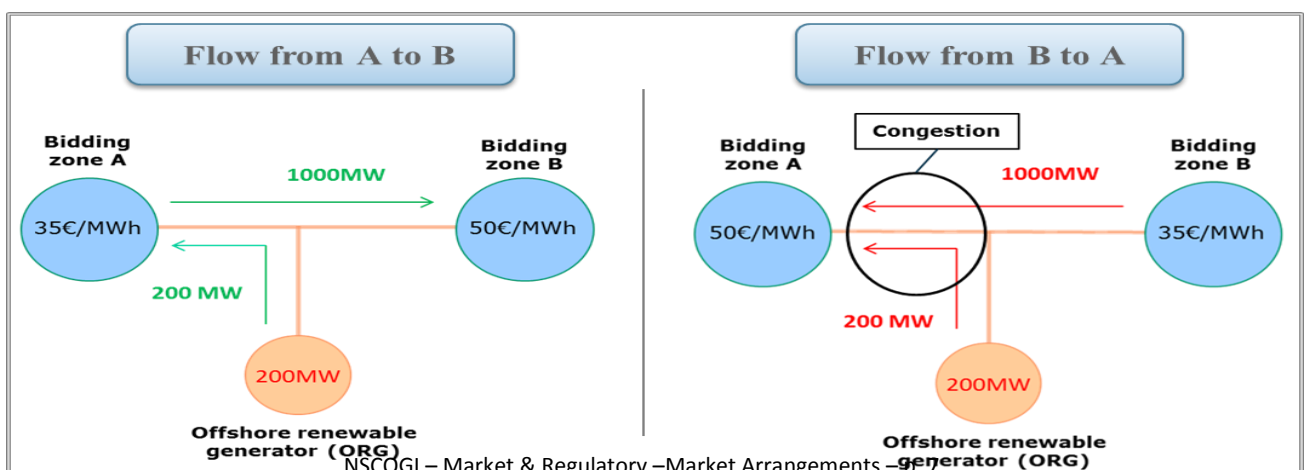 Flow from A to B
Bidding
zone A
Bidding
zone B
1000MW
35€/MWh
50€/MWh
200 MW
200MW
Offshore renewable
generator (ORG)
Flow from B to A
Congestion
Bidding
zone A
Bidding
zone B
1000MW
50€/MWh
35€/MWh
200 MW
200MW
Offshore renewable
generator (ORG)
NSCOGI – Market & Regulatory –Market Arrangements –